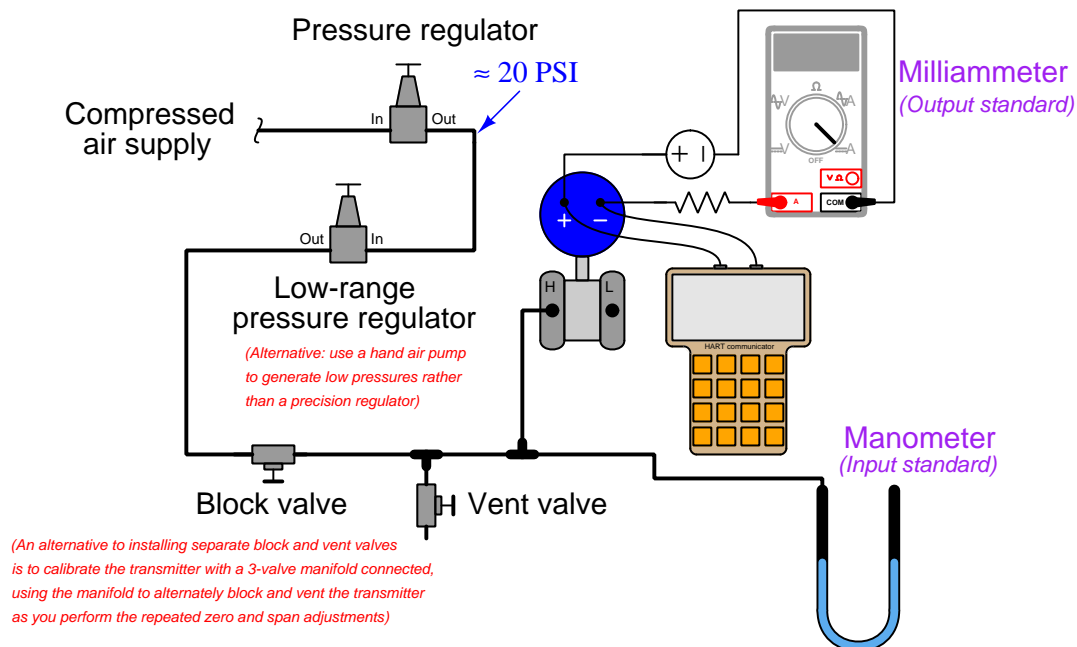 Pressure regulator
≈ 20 PSI
Compressed
air supply
In
Out
Out
In
Low-range
pressure regulator
(Alternative: use a hand air pump
to generate low pressures rather
than a precision regulator)
Block valve
Vent valve
(An alternative to installing separate block and vent valves
is to calibrate the transmitter with a 3-valve manifold connected,
using the manifold to alternately block and vent the transmitter
as you perform the repeated zero and span adjustments)
+ −
H
L
+ −
Ω
V
A
V
A
OFF
V Ω
A
COM
Milliammeter
(Output standard)
HART communicator
Manometer
(Input standard)